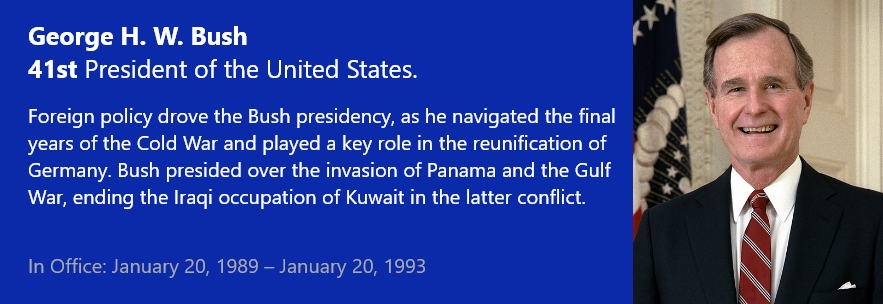 George H. W. Bush
41st President of the United States.
Foreign policy drove the Bush presidency, as he navigated the final
years of the Cold War and played a key role in the reunification of
Germany. Bush presided over the invasion of Panama and the Gulf
War, ending the Iraqi occupation of Kuwait in the latter conflict.
In Office: January 20, 1989 – January 20, 1993